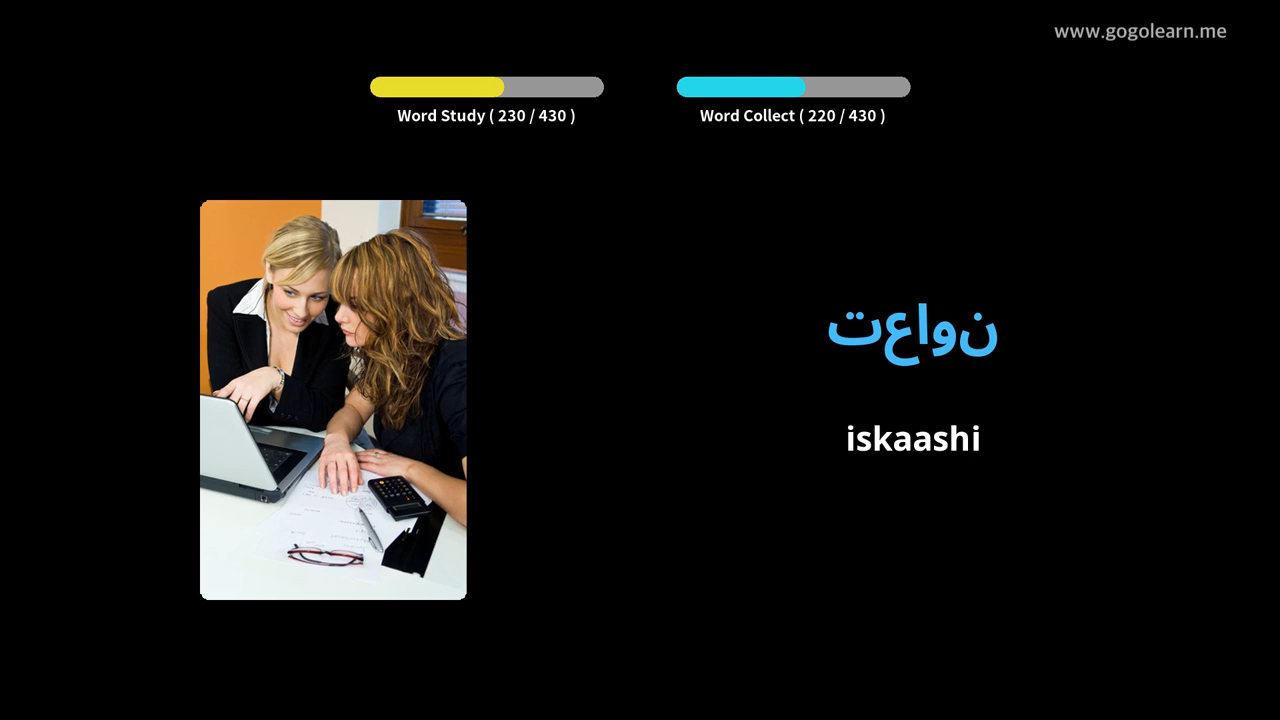 www.gogolearn.me
Word Study ( 230 / 430 )
Word Collect ( 220 / 430 )
تعاون
iskaashi